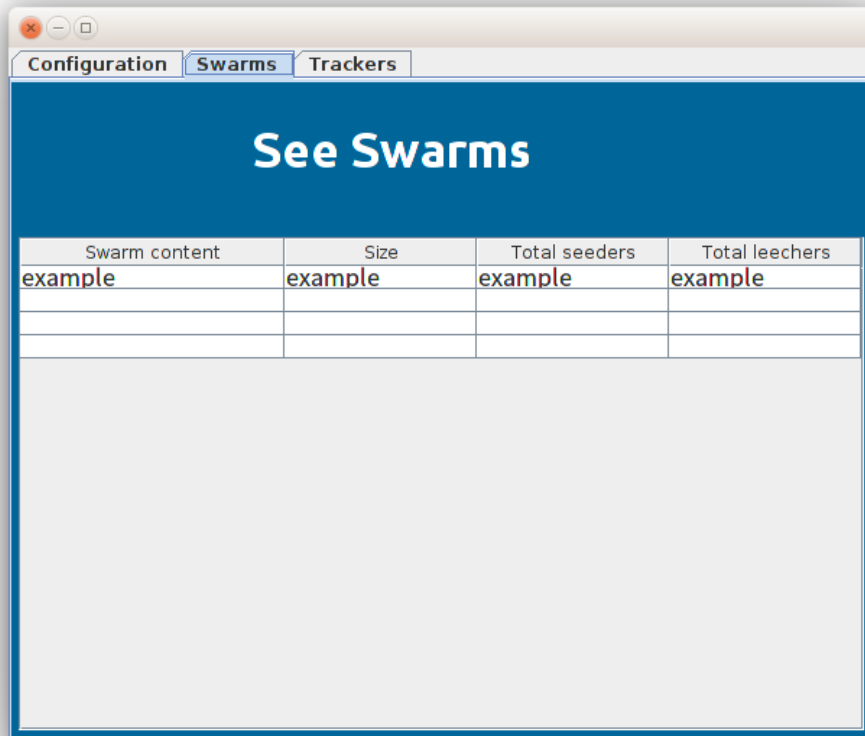 Configuration Swarms Trackers
See Swarms
Swarm content Size Total seeders Total leechers
example example example example